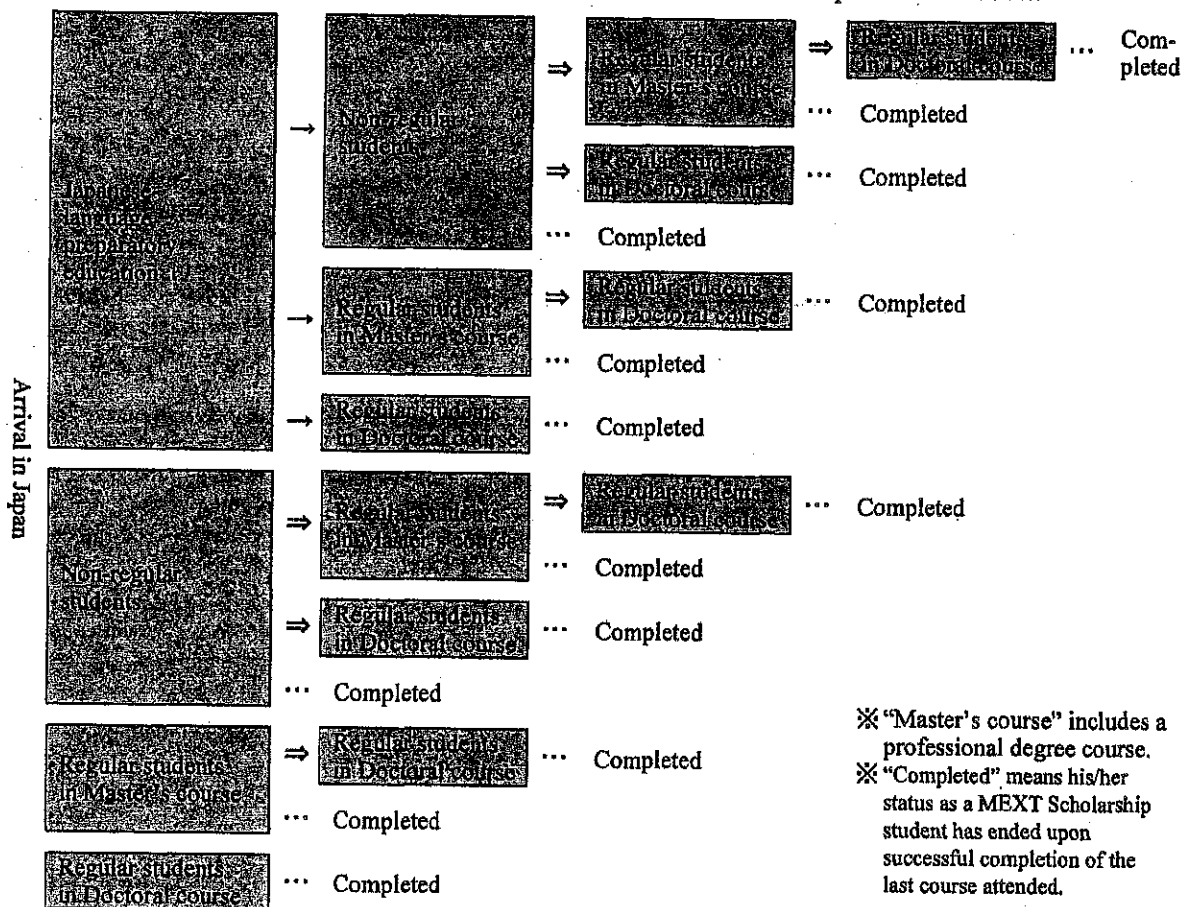 Regular students
in Doctoral course
Com-
pleted
Regular students
in Master's course
Completed
Non-regular
students
Regular students
in Doctoral course
Completed
Completed
Japanese
language
preparatory
educational
Regular students
in Master's course
Regular students
in Doctoral course
Completed
Completed
Regular students
in Doctoral course
Completed
Arrival in Japan
Non-regular
students
Regular students
in Master's course
Regular students
in Doctoral course
Completed
Completed
Regular students
in Doctoral course
Completed
Completed
Regular students
in Master's course
Regular students
in Doctoral course
Completed
Completed
Regular students
in Doctoral course
Completed
※ “Master's course” includes a
professional degree course.
※ “Completed” means his/her
status as a MEXT Scholarship
student has ended upon
successful completion of the
last course attended.